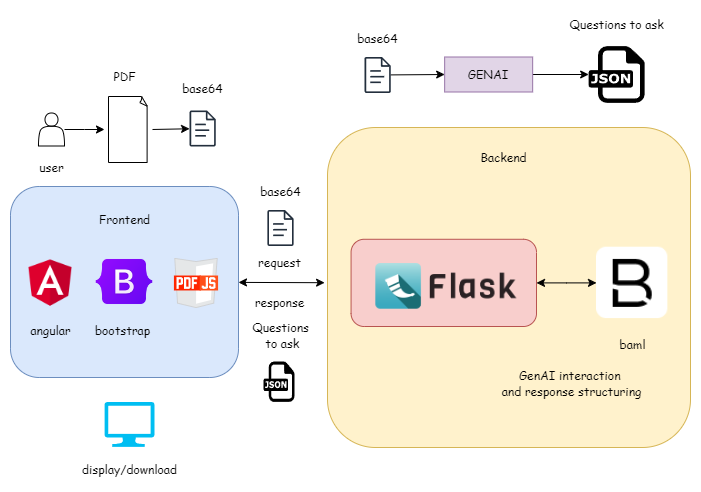 Questions to ask
base64
GENAI
JSON
PDF
base64
user
Backend
Frontend
base64
request
response
Questions
to ask
JSON
B
PDF JS
angular
bootstrap
Flask
B
baml
GenAI interaction
and response structuring
display/download